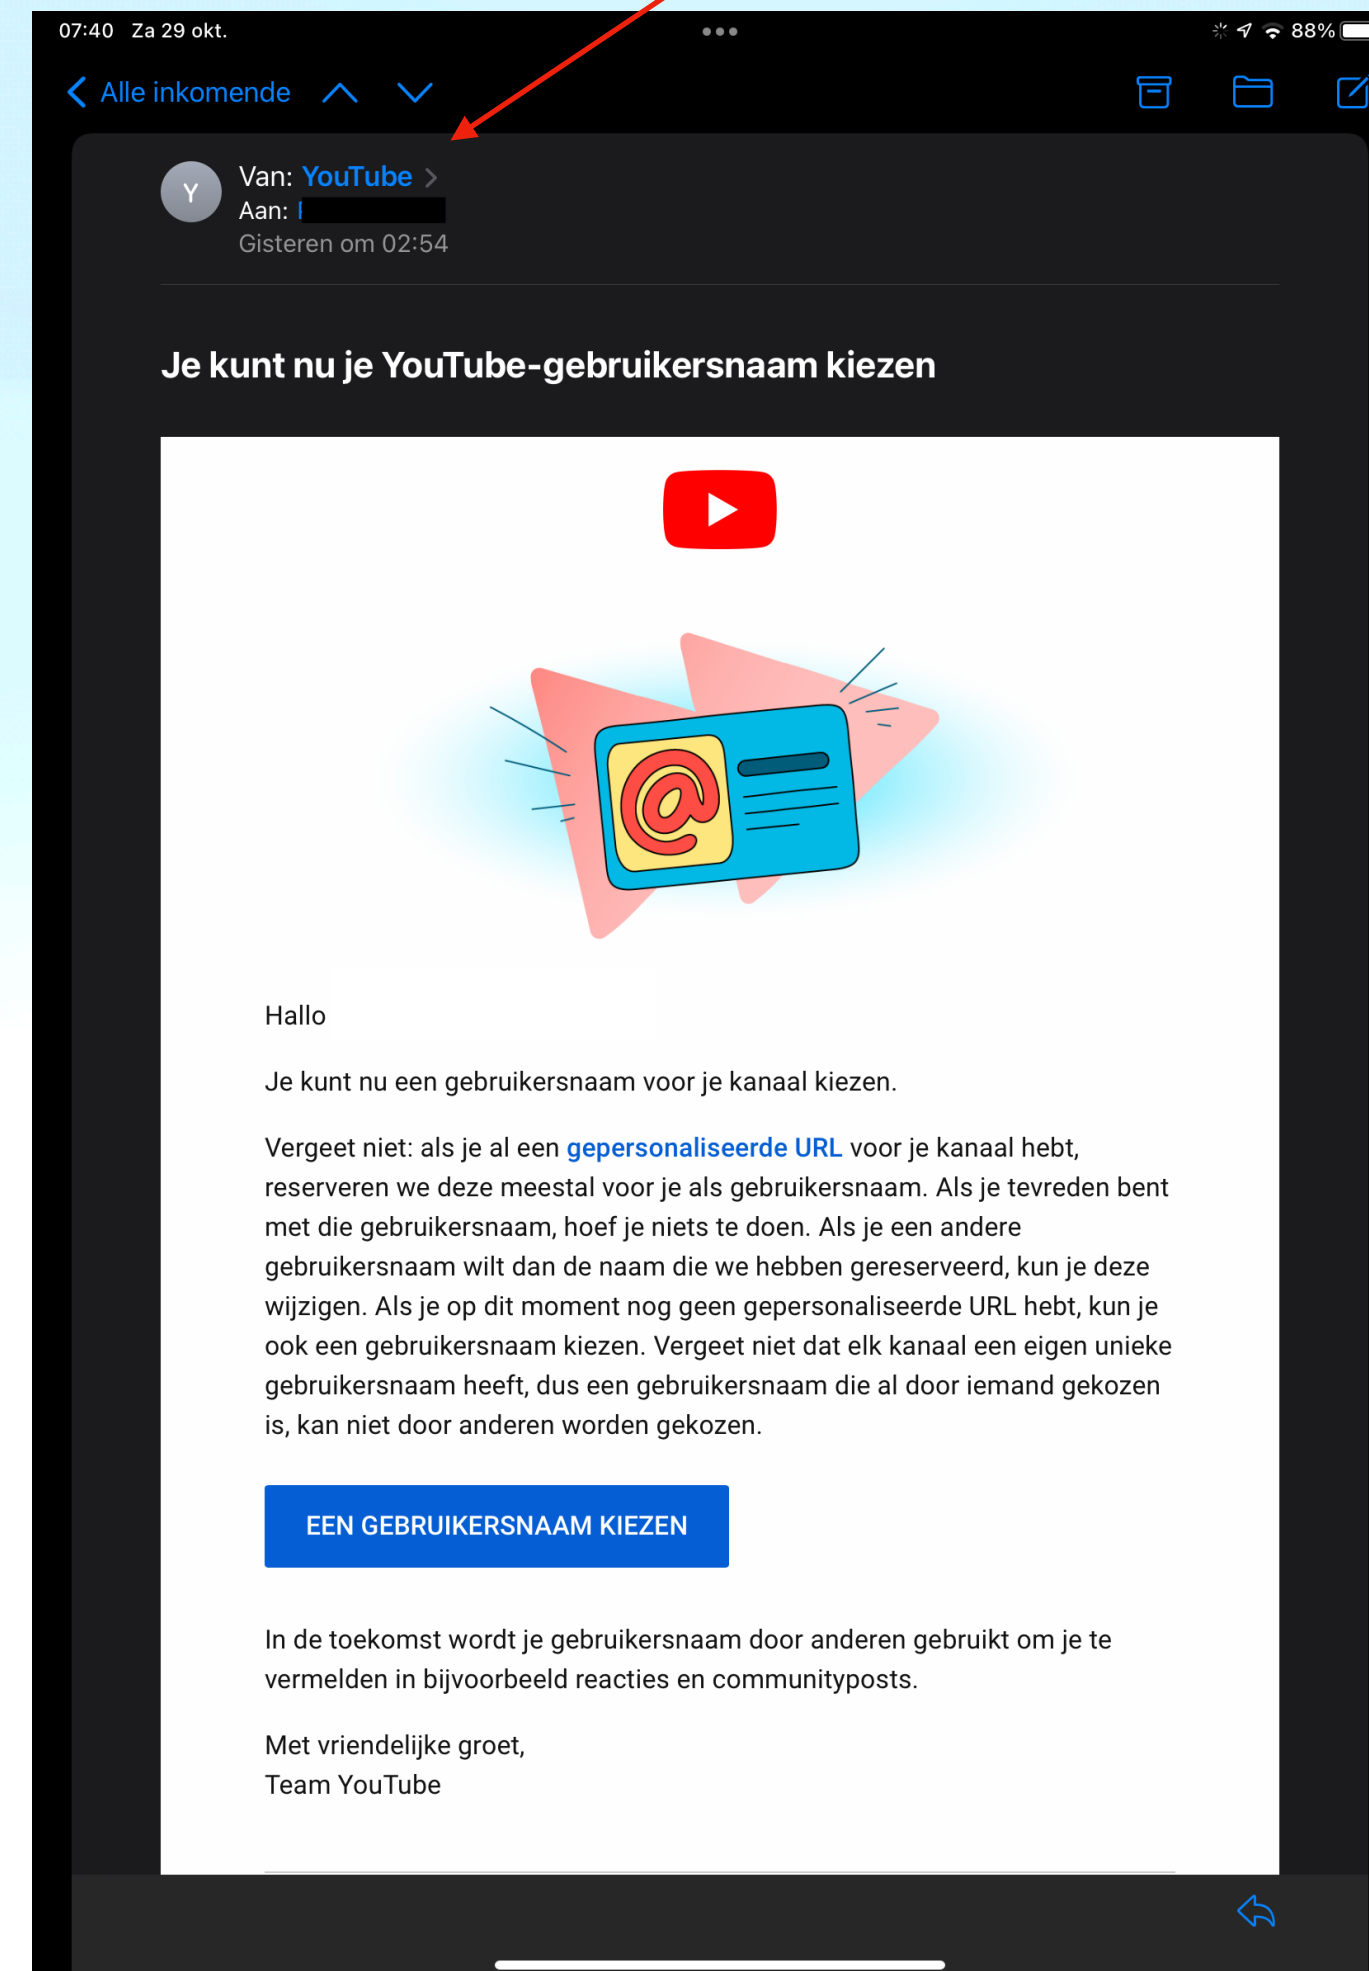 07:40 Za 29 okt.
88%
Alle inkomende
Y
Van: YouTube
Aan:
Gisteren om 02:54
Je kunt nu je YouTube-gebruikersnaam kiezen
@
Hallo
Je kunt nu een gebruikersnaam voor je kanaal kiezen.
Vergeet niet: als je al een gepersonaliseerde URL voor je kanaal hebt,
reserveren we deze meestal voor je als gebruikersnaam. Als je tevreden bent
met die gebruikersnaam, hoef je niets te doen. Als je een andere
gebruikersnaam wilt dan de naam die we hebben gereserveerd, kun je deze
wijzigen. Als je op dit moment nog geen gepersonaliseerde URL hebt, kun je
ook een gebruikersnaam kiezen. Vergeet niet dat elk kanaal een eigen unieke
gebruikersnaam heeft, dus een gebruikersnaam die al door iemand gekozen
is, kan niet door anderen worden gekozen.
EEN GEBRUIKERSNAAM KIEZEN
In de toekomst wordt je gebruikersnaam door anderen gebruikt om je te
vermelden in bijvoorbeeld reacties en communityposts.
Met vriendelijke groet,
Team YouTube